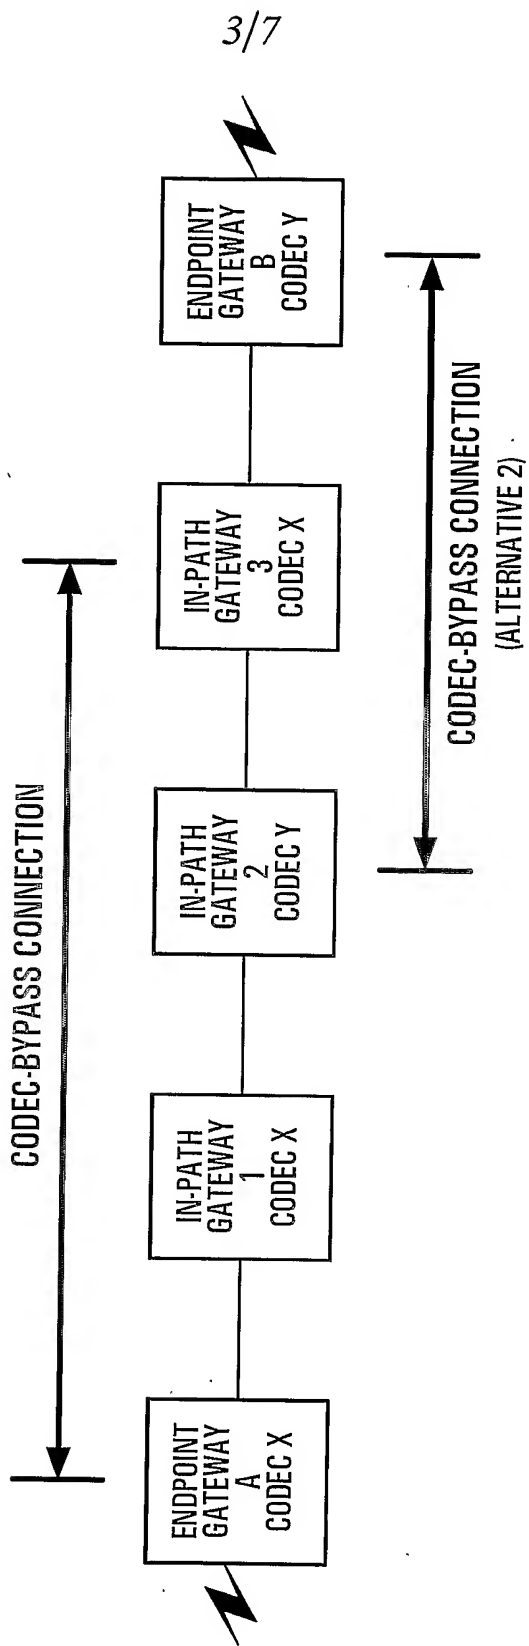 3/7
CODEC-BYPASS CONNECTION
ENDPOINT
GATEWAY
A
CODEC X
IN-PATH
GATEWAY
1
CODEC X
IN-PATH
GATEWAY
2
CODEC Y
IN-PATH
GATEWAY
3
CODEC X
ENDPOINT
GATEWAY
B
CODEC Y
CODEC-BYPASS CONNECTION
(ALTERNATIVE 2)